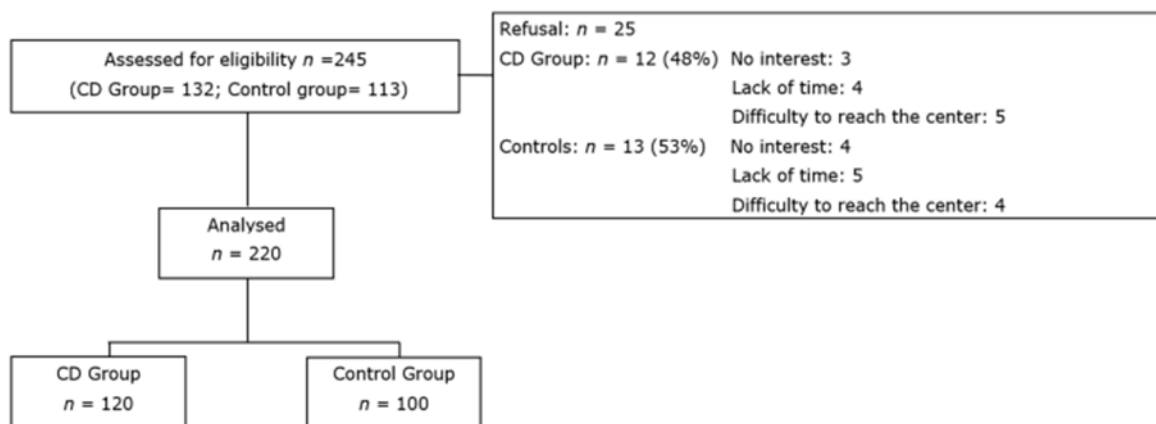 Assessed for eligibility n =245
(CD Group= 132; Control group= 113)
Refusal: n = 25
CD Group: n = 12 (48%) No interest: 3
Lack of time: 4
Difficulty to reach the center: 5
Controls: n = 13 (53%) No interest: 4
Lack of time: 5
Difficulty to reach the center: 4
Analysed
n = 220
CD Group
n = 120
Control Group
n = 100